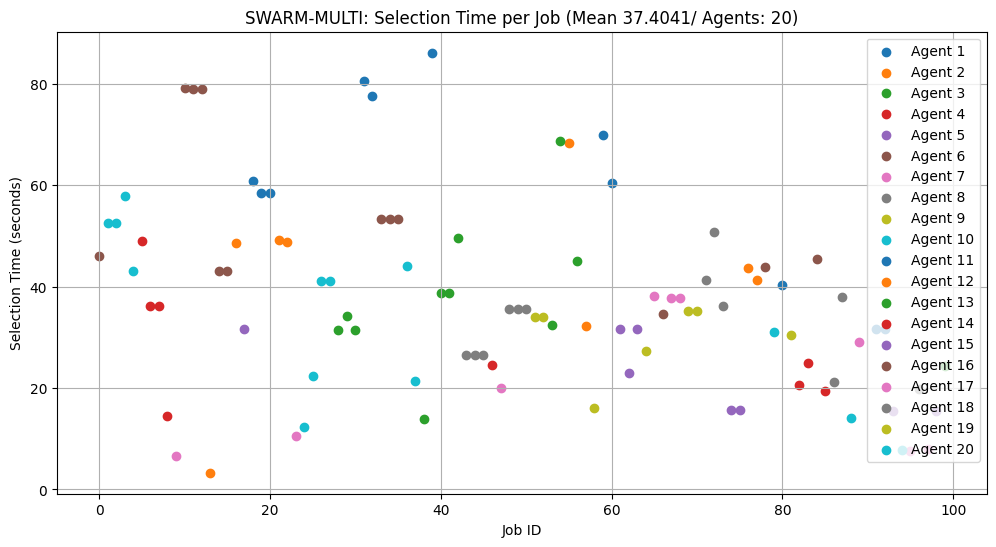 SWARM-MULTI: Selection Time per Job (Mean 37.4041/ Agents: 20)
Selection Time (seconds)
80
60
40
20
0
0
20
40
60
80
100
Job ID
Agent 1
Agent 2
Agent 3
Agent 4
Agent 5
Agent 6
Agent 7
Agent 8
Agent 9
Agent 10
Agent 11
Agent 12
Agent 13
Agent 14
Agent 15
Agent 16
Agent 17
Agent 18
Agent 19
Agent 20